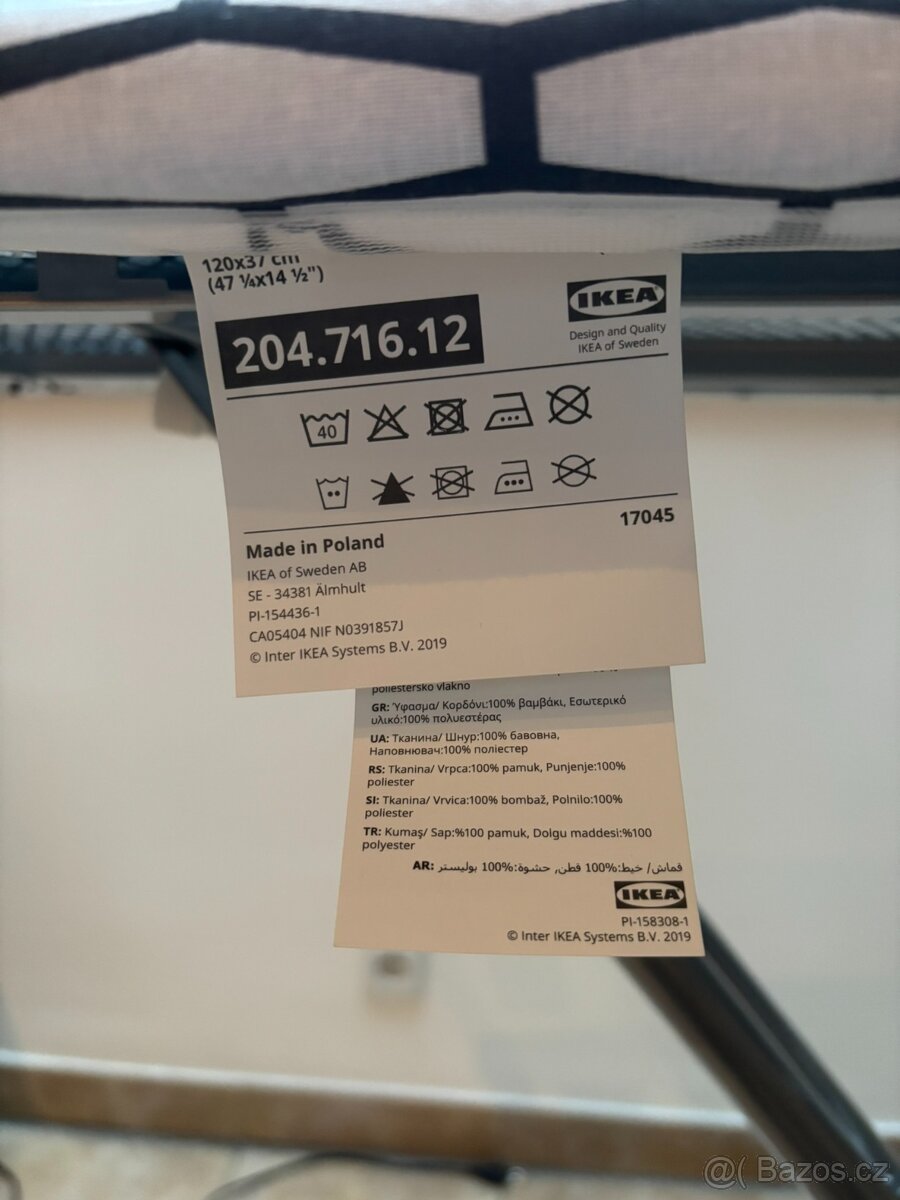 120x37 cm
(47 ¼x14 ½")
IKEA
Design and Quality
IKEA of Sweden
204.716.12
40
17045
Made in Poland
IKEA of Sweden AB
SE - 34381 Älmhult
PI-154436-1
CA05404 NIF N0391857J
© Inter IKEA Systems B.V. 2019
poliestersko vlakno
GR: Ύφασμα/ Κορδόνι:100% βαμβάκι, Εσωτερικό
υλικό:100% πολυεστέρας
UA: Тканина/ Шнур:100% бавовна,
Наповнювач:100% поліестер
RS: Tkanina/ Vrpca:100% pamuk, Punjenje:100%
poliester
SI: Tkanina/ Vrvica:100% bombaž, Polnilo:100%
poliester
TR: Kumaş/ Sap:%100 pamuk, Dolgu maddesi:%100
polyester
AR: قماش/ خيط:%100 قطن, حشوة:%100 بوليستر
IKEA
PI-158308-1
© Inter IKEA Systems B.V. 2019
@( Bazos.cz